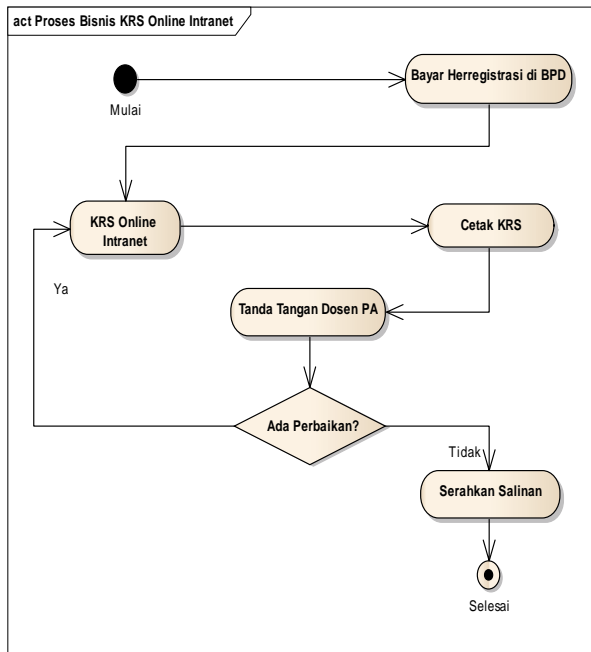 act Proses Bisnis KRS Online Intranet
Mulai
Bayar Herregistrasi di BPD
KRS Online
Intranet
Cetak KRS
Ya
Tanda Tangan Dosen PA
Ada Perbaikan?
Tidak
Serahkan Salinan
Selesai